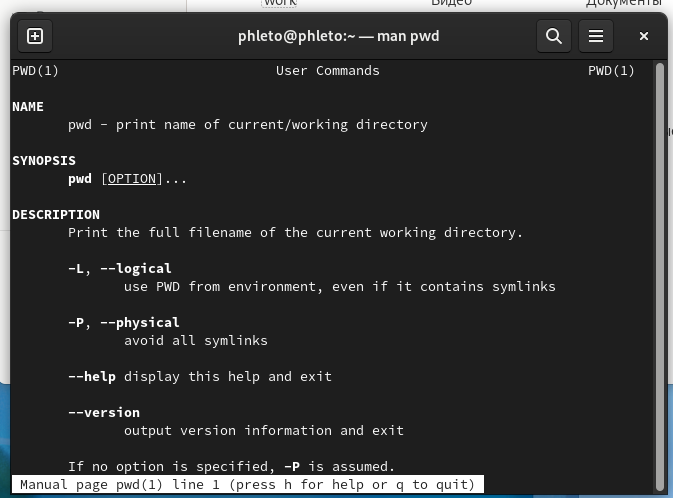 work
Видео
Документы
phleto@phleto:~ — man pwd
PWD(1) User Commands PWD(1)
NAME
pwd - print name of current/working directory
SYNOPSIS
pwd [OPTION]...
DESCRIPTION
Print the full filename of the current working directory.
-L, --logical
use PWD from environment, even if it contains symlinks
-P, --physical
avoid all symlinks
--help display this help and exit
--version
output version information and exit
If no option is specified, -P is assumed.
Manual page pwd(1) line 1 (press h for help or q to quit)